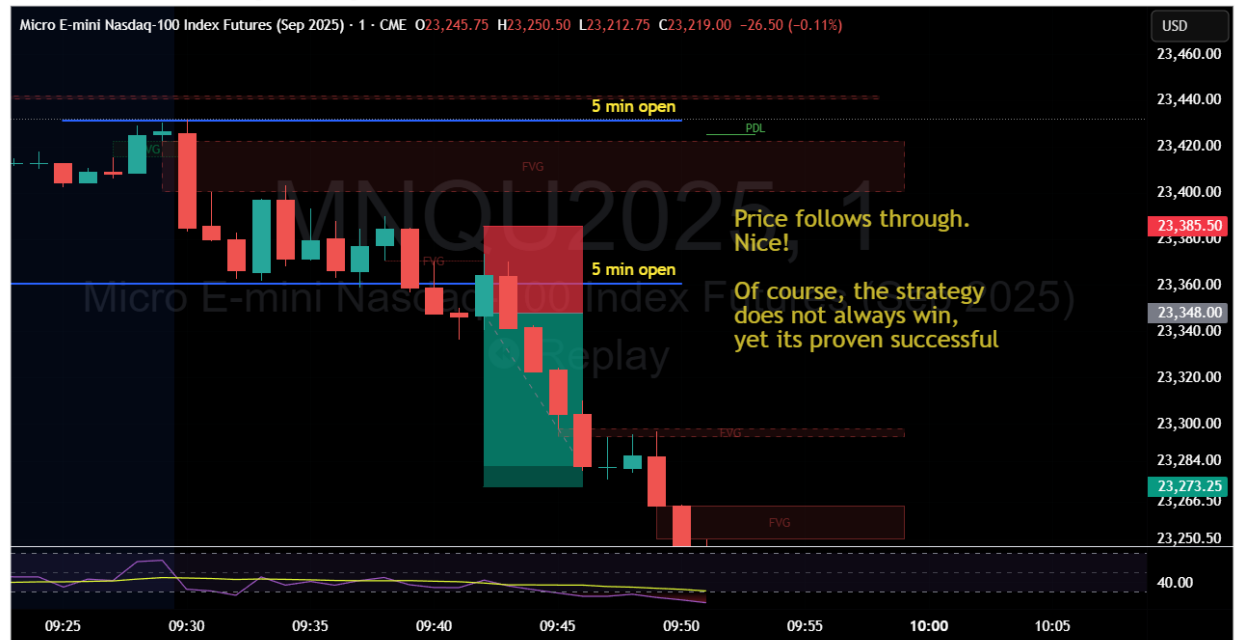 Micro E-mini Nasdaq-100 Index Futures (Sep 2025) · 1 · CME O23,245.75 H23,250.50 L23,212.75 C23,219.00 −26.50 (−0.11%)
USD
23,460.00
23,440.00
5 min open
PDL
23,420.00
VG
FVG
23,400.00
MNQU2025, 1
Price follows through.
Nice!
23,385.50
23,380.00
FVG
5 min open
23,360.00
Micro E-mini Nasdaq-100 Index Futures (Sep 2025)
Of course, the strategy
does not always win,
yet its proven successful
23,348.00
23,340.00
Replay
23,320.00
23,300.00
FVG
23,284.00
23,273.25
23,266.50
FVG
23,250.50
40.00
09:25 09:30 09:35 09:40 09:45 09:50 09:55 10:00 10:05